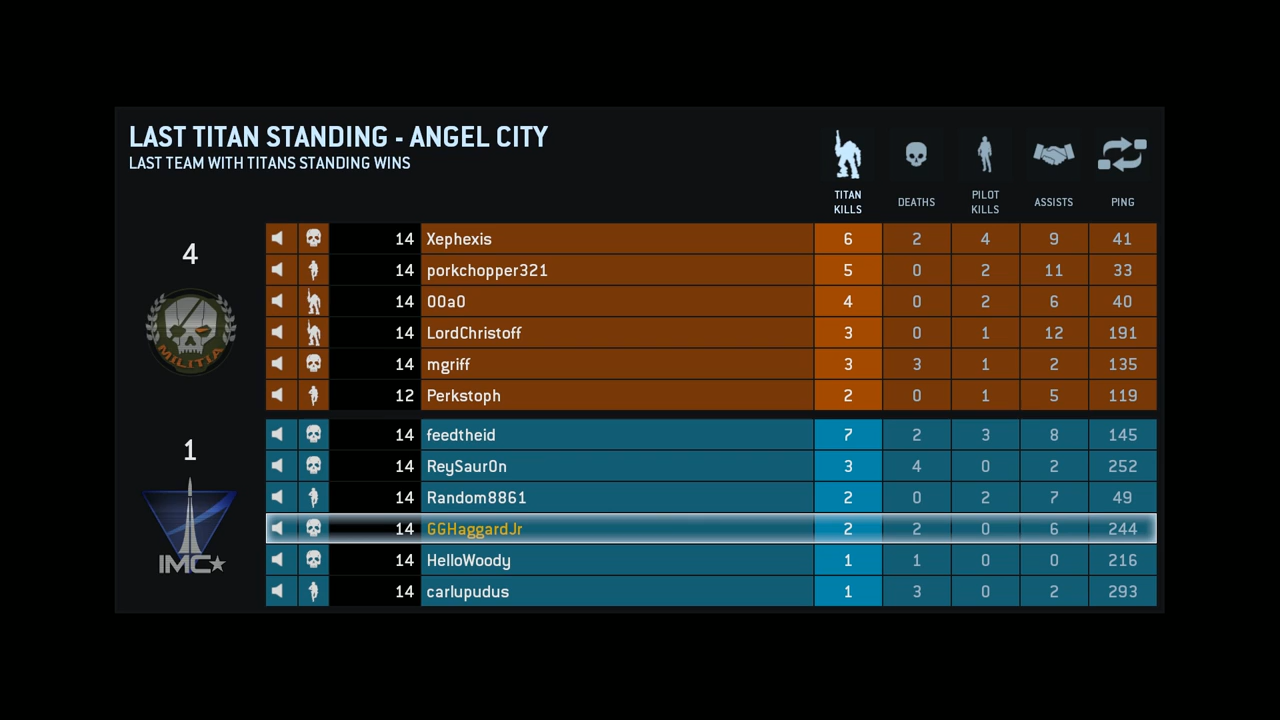 LAST TITAN STANDING - ANGEL CITY
LAST TEAM WITH TITANS STANDING WINS
TITAN KILLS DEATHS PILOT KILLS ASSISTS PING
4
MILITIA
14 Xephexis 6 2 4 9 41
14 porkchopper321 5 0 2 11 33
14 00a0 4 0 2 6 40
14 LordChristoff 3 0 1 12 191
14 mgriff 3 3 1 2 135
12 Perkstoph 2 0 1 5 119
1
IMC
14 feedtheid 7 2 3 8 145
14 ReySaur0n 3 4 0 2 252
14 Random8861 2 0 2 7 49
14 GGHaggardJr 2 2 0 6 244
14 HelloWoody 1 1 0 0 216
14 carlupudus 1 3 0 2 293